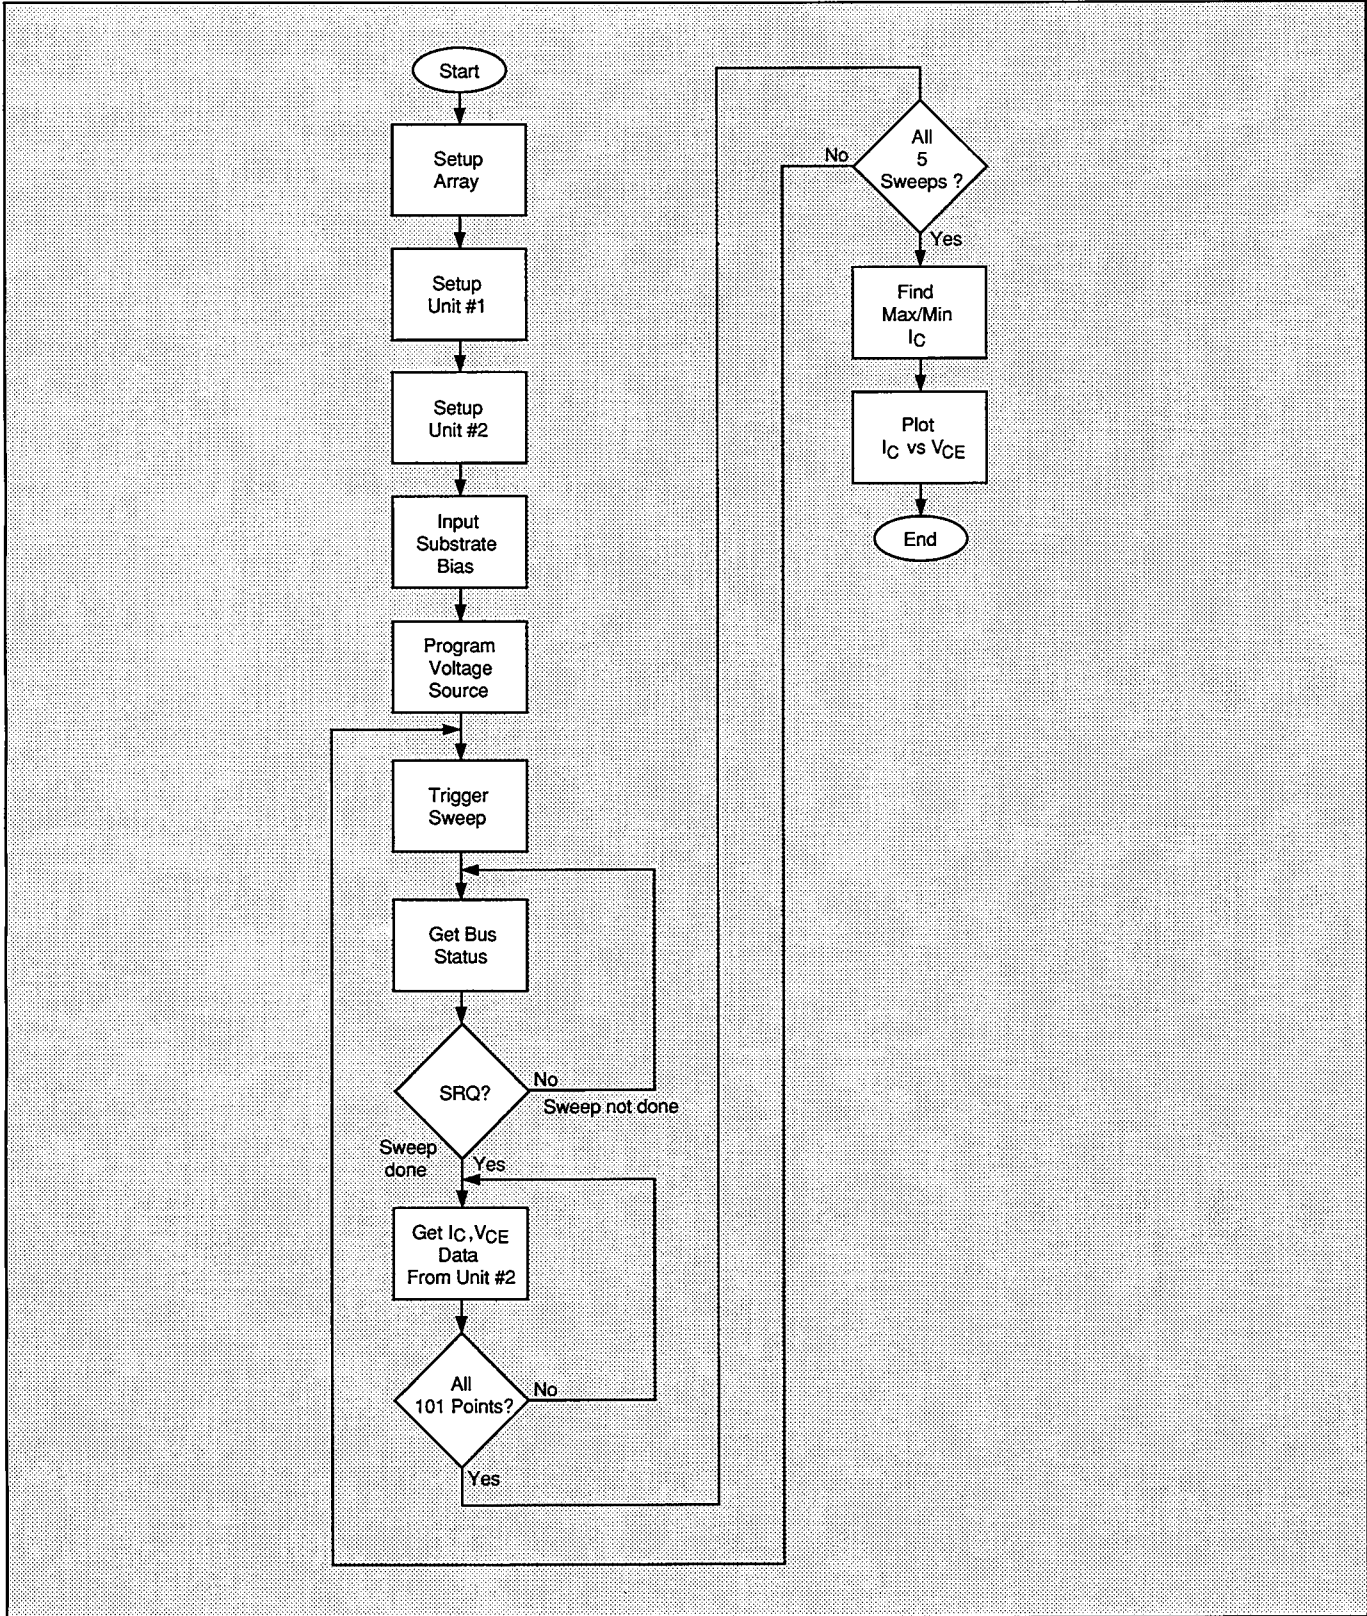 Start
Setup
Array
Setup
Unit #1
Setup
Unit #2
Input
Substrate
Bias
Program
Voltage
Source
Trigger
Sweep
Get Bus
Status
SRQ?
No
Sweep not done
Sweep
done
Yes
Get IC,VCE
Data
From Unit #2
All
101 Points?
No
Yes
All
5
Sweeps ?
No
Yes
Find
Max/Min
IC
Plot
IC vs VCE
End